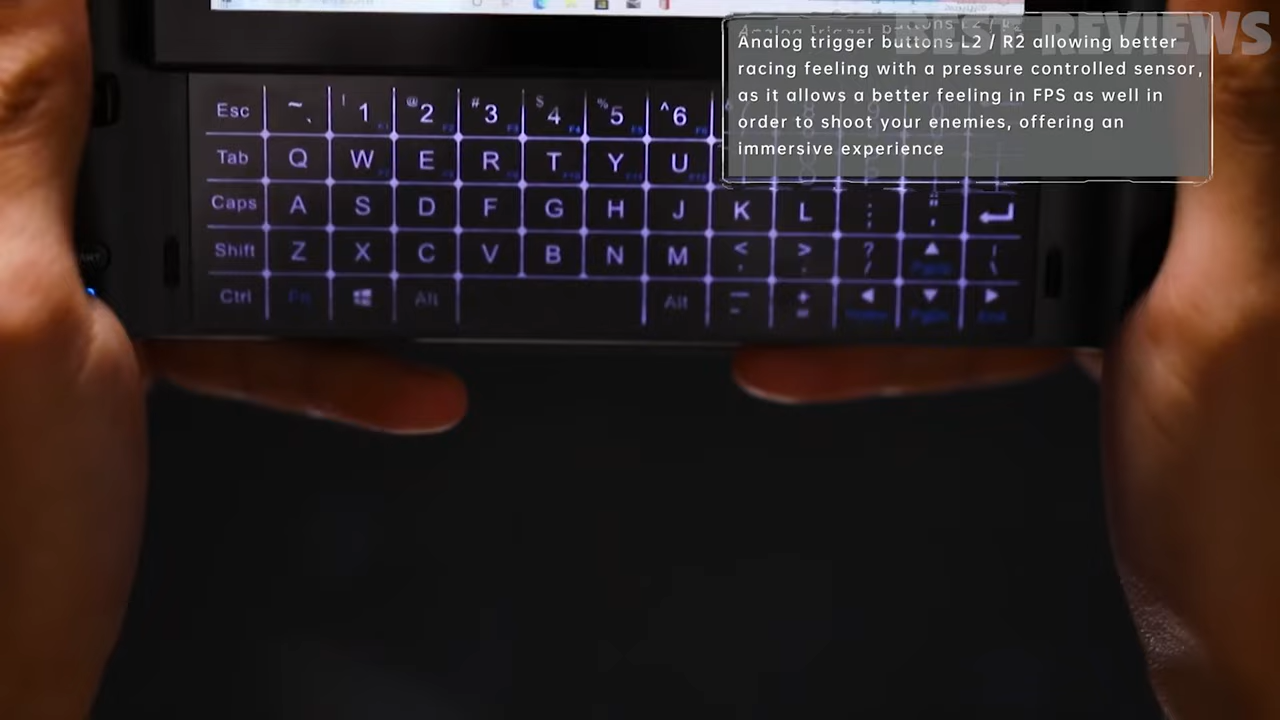 BEST REVIEWS
Analog trigger buttons L2 / R2 allowing better
racing feeling with a pressure controlled sensor,
as it allows a better feeling in FPS as well in
order to shoot your enemies, offering an
immersive experience
Esc ~ ` ! 1 @ 2 # 3 $ 4 % 5 ^ 6
Tab Q W E R T Y U
Caps A S D F G H J K L : ; " '
Shift Z X C V B N M < , > . ? / | \
Ctrl Fn Alt Alt — - + =